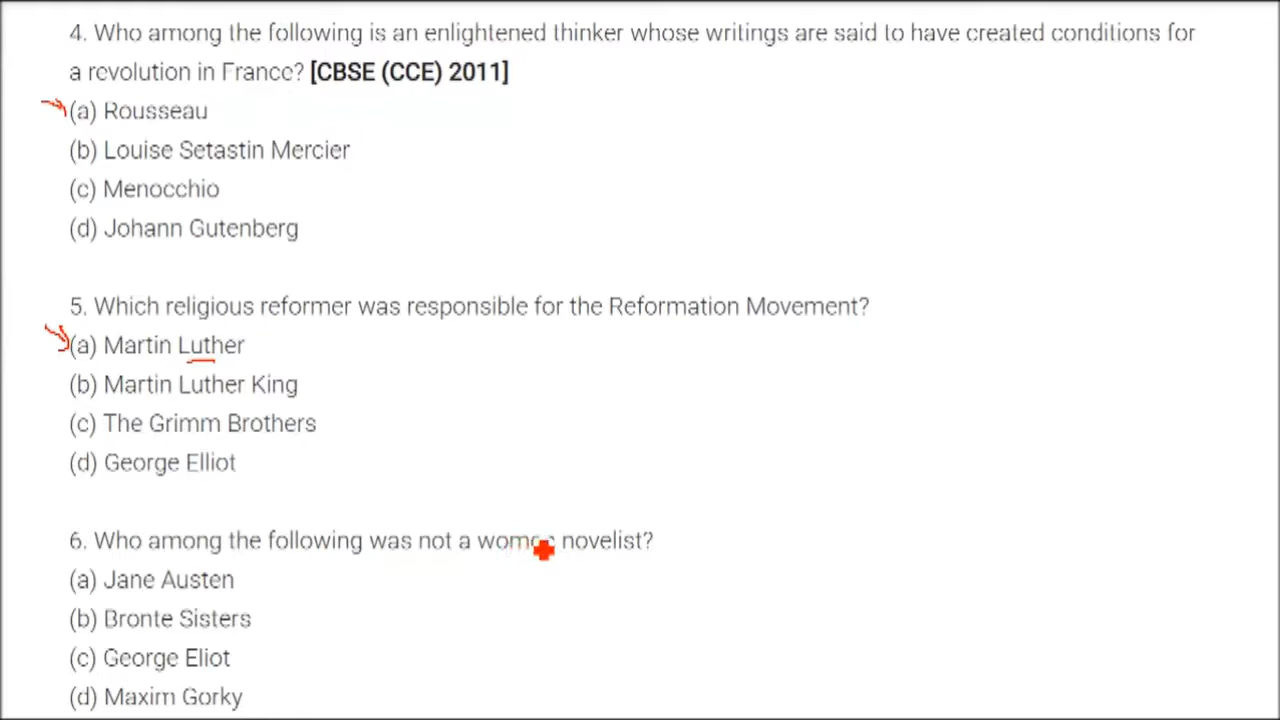 4. Who among the following is an enlightened thinker whose writings are said to have created conditions for
a revolution in France? [CBSE (CCE) 2011]
(a) Rousseau
(b) Louise Setastin Mercier
(c) Menocchio
(d) Johann Gutenberg
5. Which religious reformer was responsible for the Reformation Movement?
(a) Martin Luther
(b) Martin Luther King
(c) The Grimm Brothers
(d) George Elliot
6. Who among the following was not a novelist?
(a) Jane Austen
(b) Bronte Sisters
(c) George Eliot
(d) Maxim Gorky